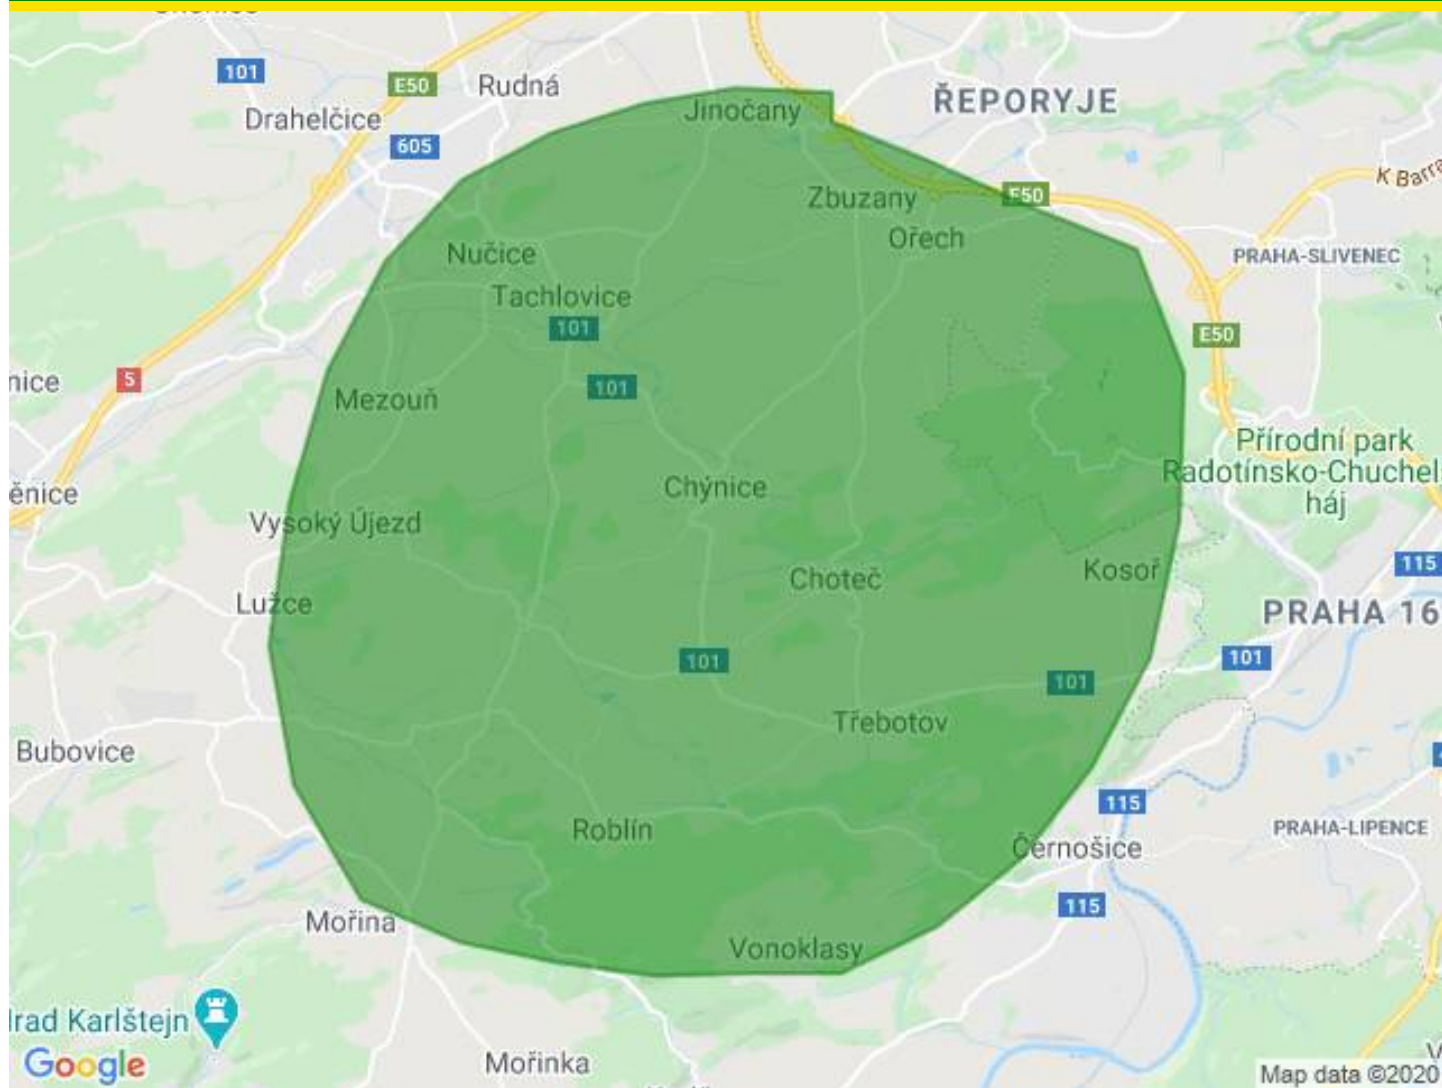 101
E50
Rudná
Drahelčice
605
Jinočany
ŘEPORYJE
K Barra
Zbuzany
E50
Ořech
PRAHA-SLIVENEC
Nučice
Tachlovice
101
E50
5
nice
101
Mezouň
Přírodní park
Radotínsko-Chuchel
háj
Chýnice
ěnice
Vysoký Újezd
Choteč
Kosoř
115
Lužce
PRAHA 16
101
101
101
Třebotov
Bubovice
115
Roblín
PRAHA-LIPENCE
Černošice
115
Mořina
Vonoklasy
lrad Karlštejn
Google
Mořinka
Map data ©2020